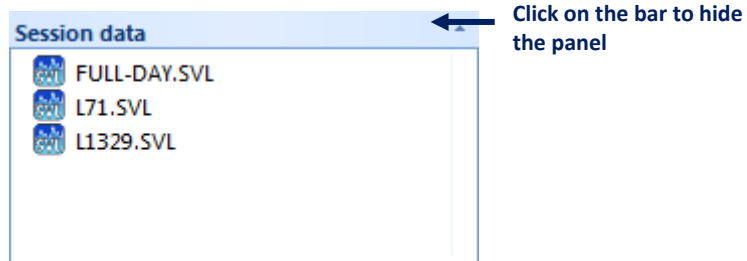 Session data
Click on the bar to hide
the panel
FULL-DAY.SVL
L71.SVL
L1329.SVL